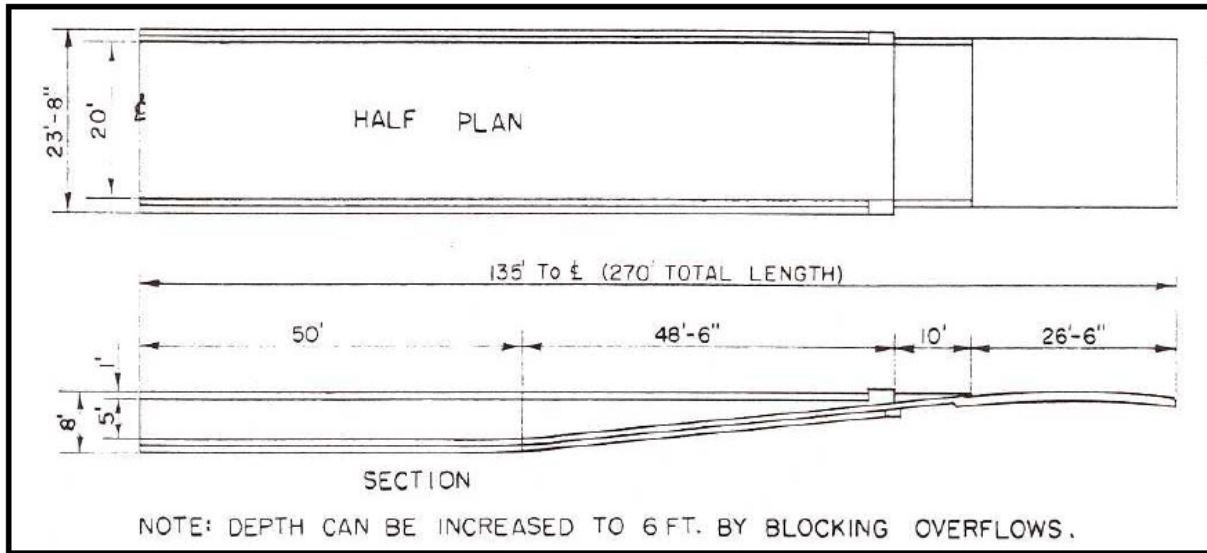 23'-8"
20'
℄
HALF PLAN
135' To ℄ (270' TOTAL LENGTH)
50'
48'-6"
10'
26'-6"
1'
8'
5'
SECTION
NOTE: DEPTH CAN BE INCREASED TO 6 FT. BY BLOCKING OVERFLOWS.